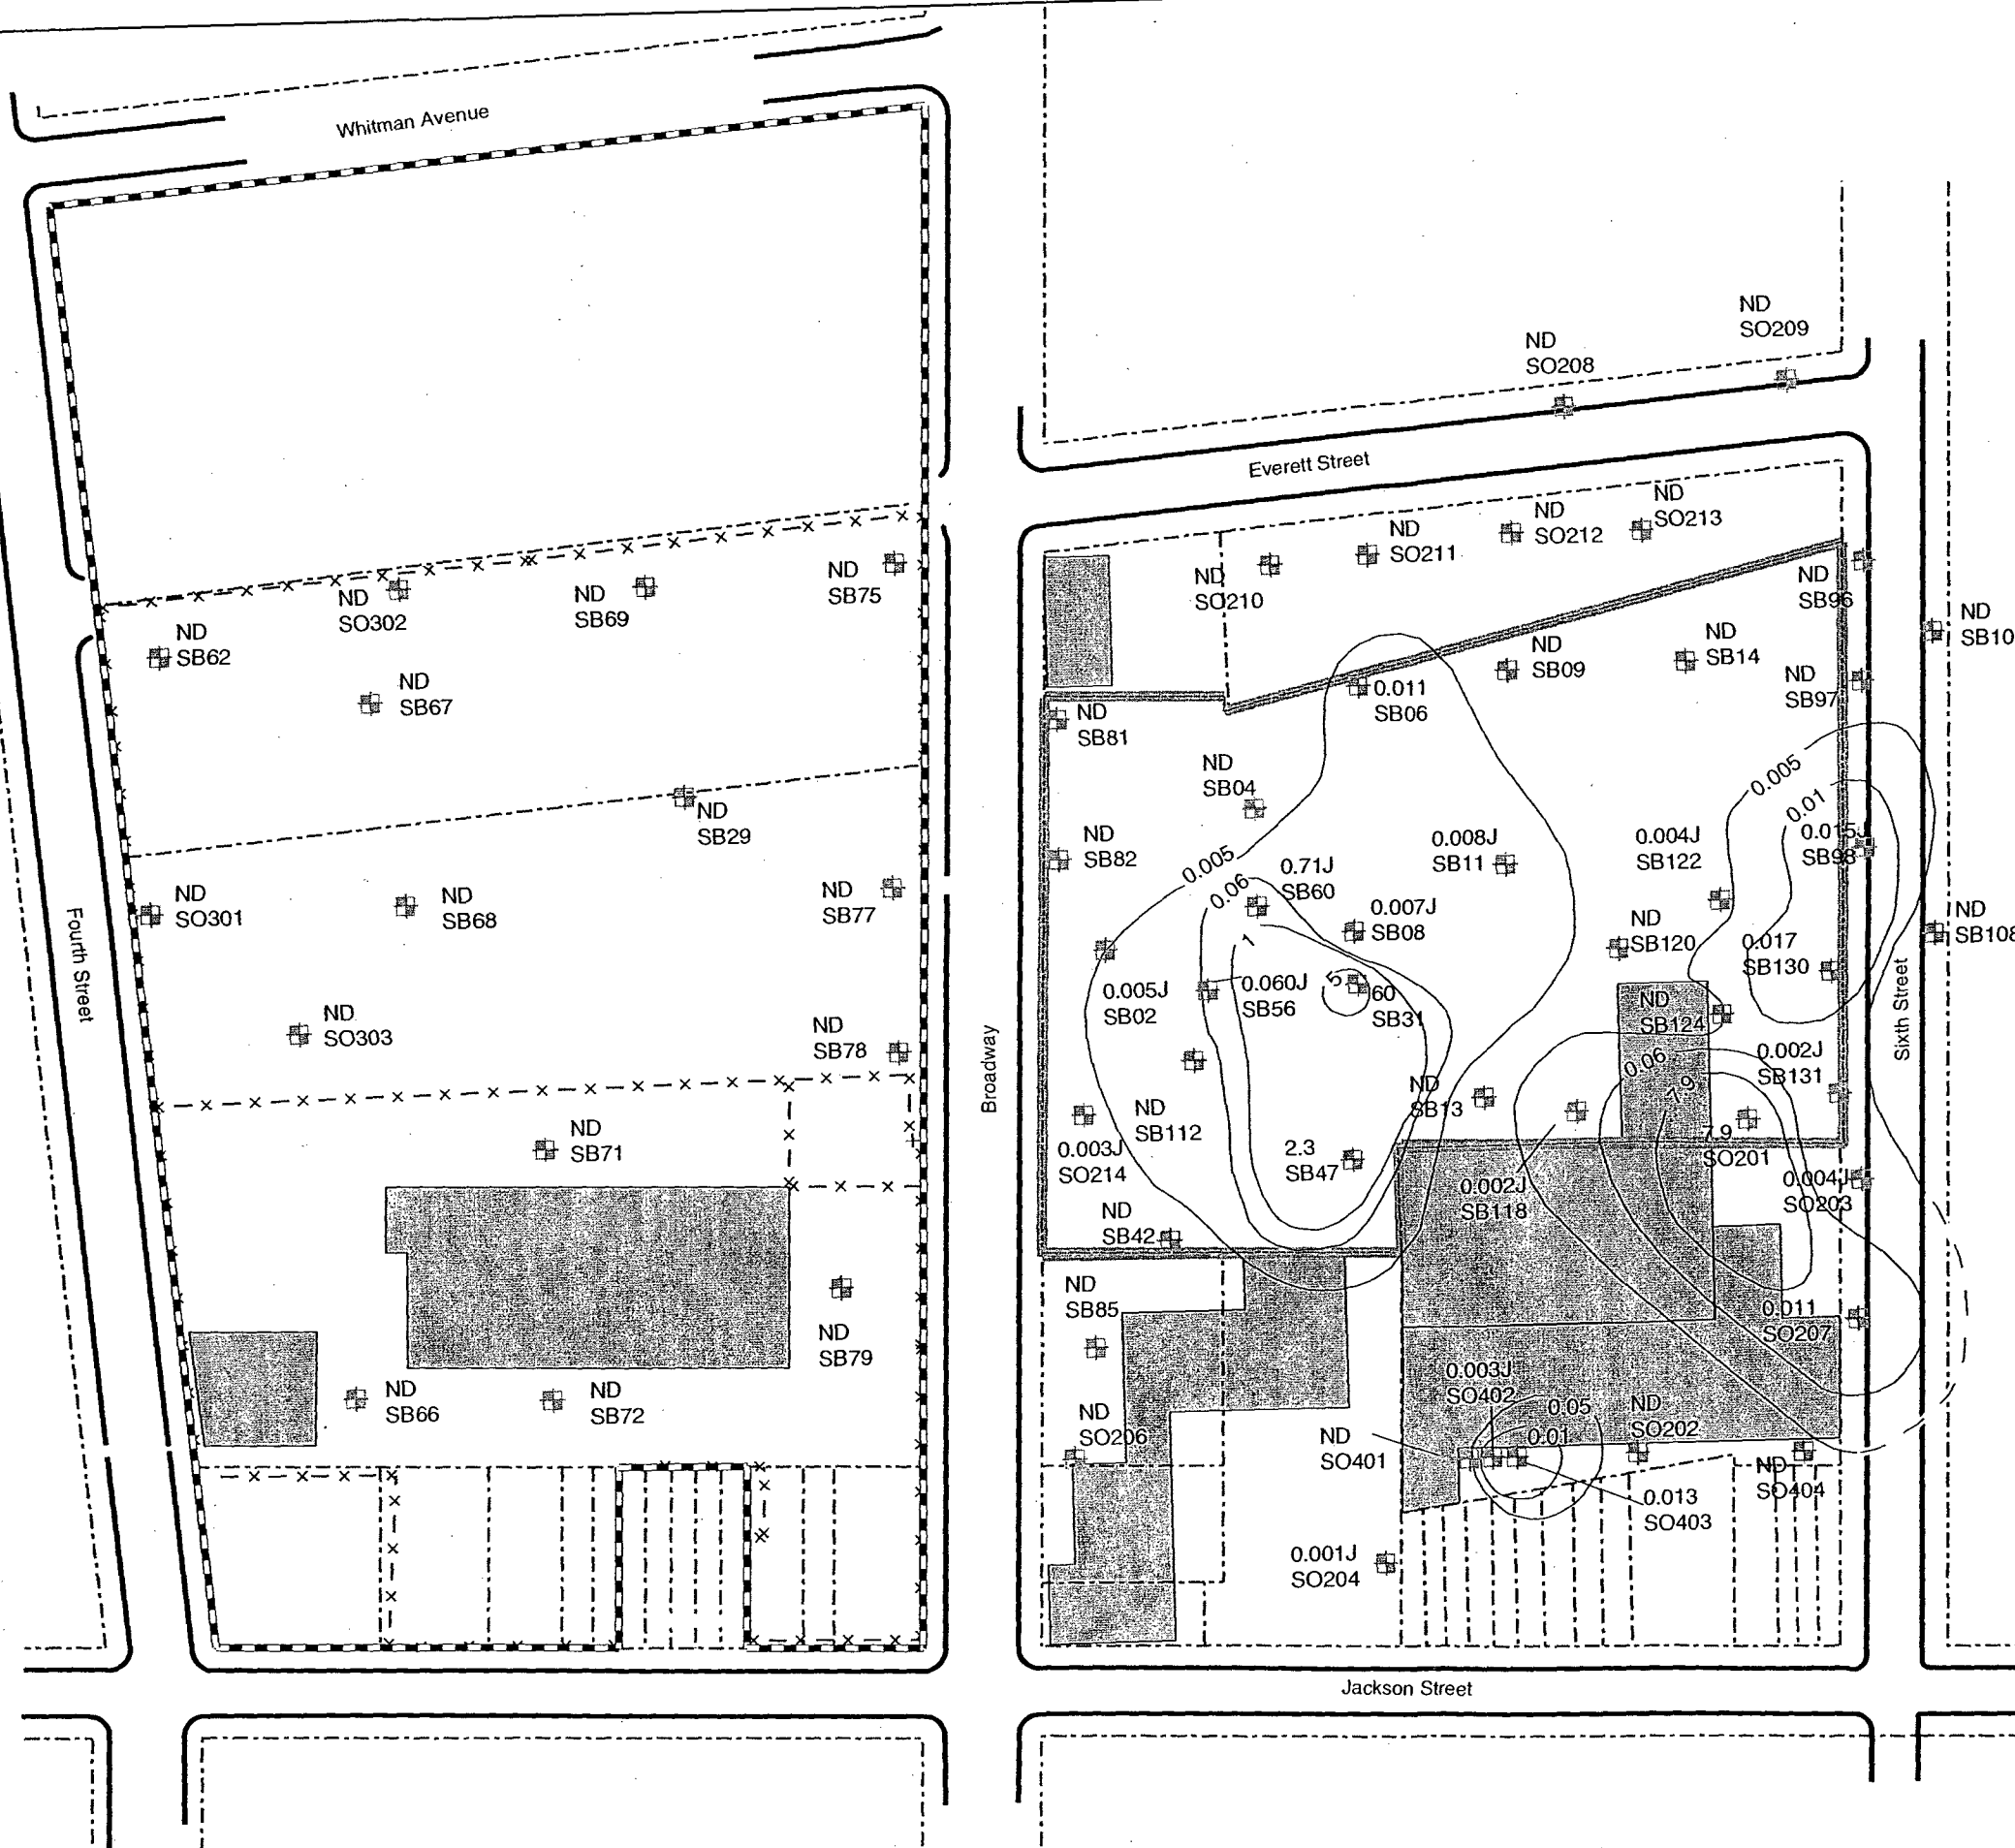 Whitman Avenue
ND
SO209
ND
SO208
Everett Street
ND
SO213
ND
SO212
ND
SO211
ND
SO210
ND
SB96
ND
SB75
ND
SB69
ND
SO302
ND
SB62
ND
SB67
ND
SB10
ND
SB14
ND
SB09
ND
SB97
0.011
SB06
ND
SB81
ND
SB04
ND
SB29
ND
SB82
0.005
0.01
0.015J
SB98
0.004J
SB122
0.008J
SB11
0.005
0.06
0.71J
SB60
0.007J
SB08
1
ND
SO301
ND
SB68
ND
SB77
ND
SB108
ND
SB120
0.017
SB130
Fourth Street
Broadway
Sixth Street
0.005J
SB02
0.060J
SB56
5
60
SB31
ND
SB124
ND
SO303
ND
SB78
0.06
7.9
0.002J
SB131
ND
SB13
ND
SB112
0.003J
SO214
2.3
SB47
7.9
SO201
ND
SB71
0.002J
SB118
0.004J
SO203
ND
SB42
ND
SB85
0.011
SO207
ND
SB79
ND
SB66
ND
SB72
0.003J
SO402
0.05
0.01
ND
SO202
ND
SO206
ND
SO401
ND
SO404
0.013
SO403
0.001J
SO204
Jackson Street